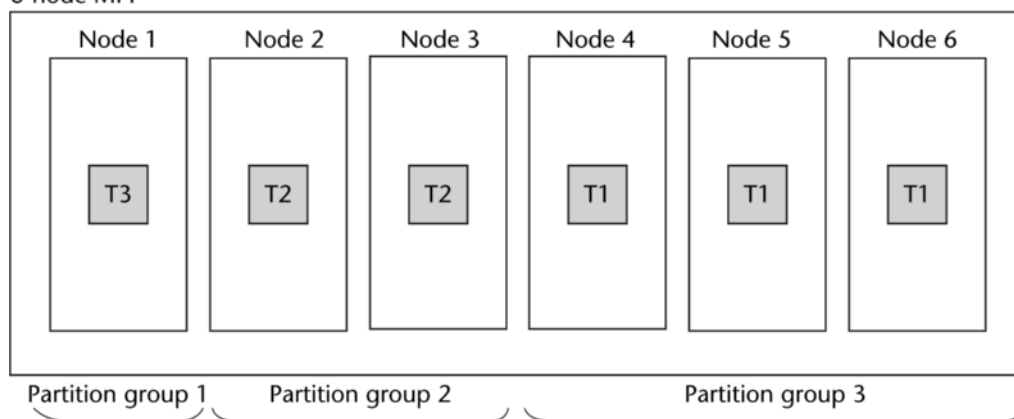 Node 1 Node 2 Node 3 Node 4 Node 5 Node 6
T3 T2 T2 T1 T1 T1
Partition group 1 Partition group 2 Partition group 3